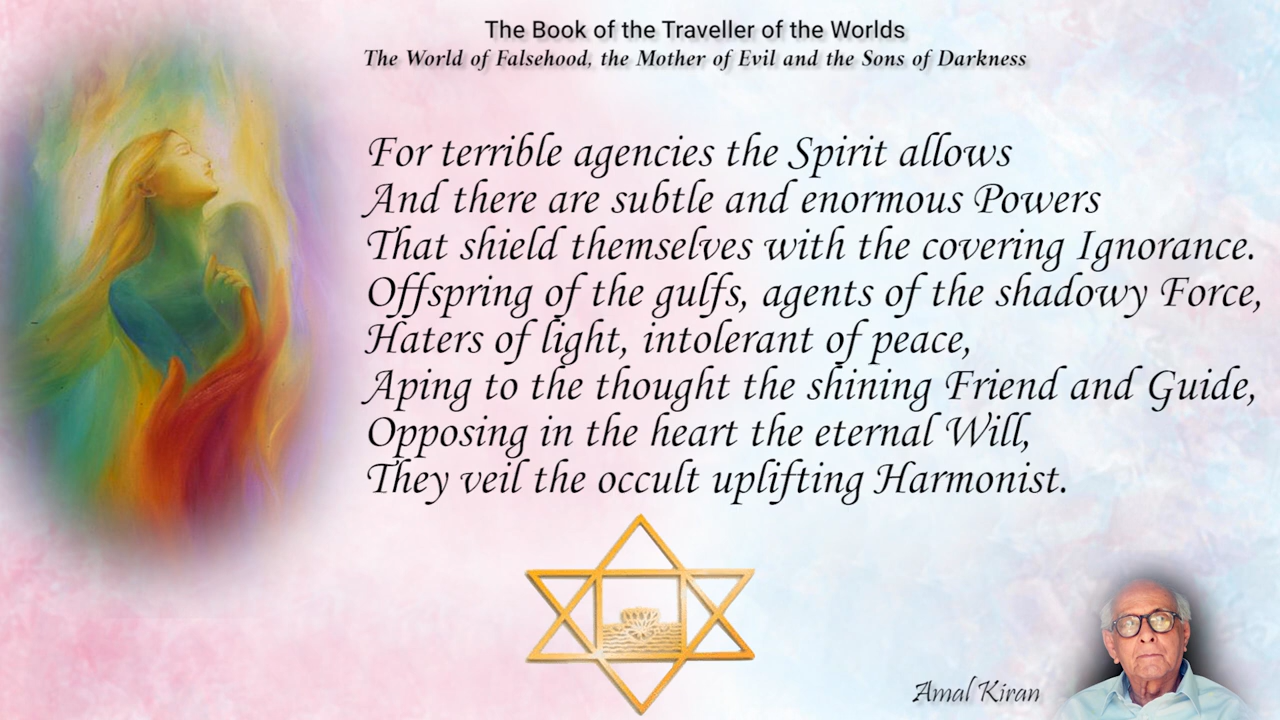 The Book of the Traveller of the Worlds
The World of Falsehood, the Mother of Evil and the Sons of Darkness
For terrible agencies the Spirit allows
And there are subtle and enormous Powers
That shield themselves with the covering Ignorance.
Offspring of the gulfs, agents of the shadowy Force,
Haters of light, intolerant of peace,
Aping to the thought the shining Friend and Guide,
Opposing in the heart the eternal Will,
They veil the occult uplifting Harmonist.
Amal Kiran